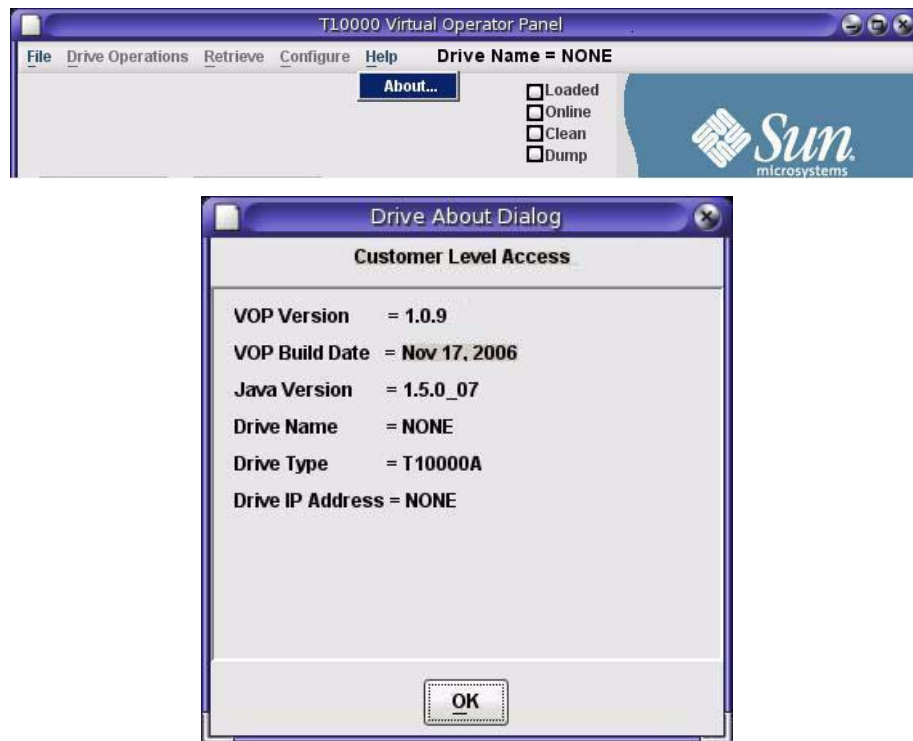 T10000 Virtual Operator Panel
File Drive Operations Retrieve Configure Help Drive Name = NONE
About...
Loaded
Online
Clean
Dump
Sun.
microsystems
Drive About Dialog
Customer Level Access
VOP Version = 1.0.9
VOP Build Date = Nov 17, 2006
Java Version = 1.5.0_07
Drive Name = NONE
Drive Type = T10000A
Drive IP Address = NONE
OK